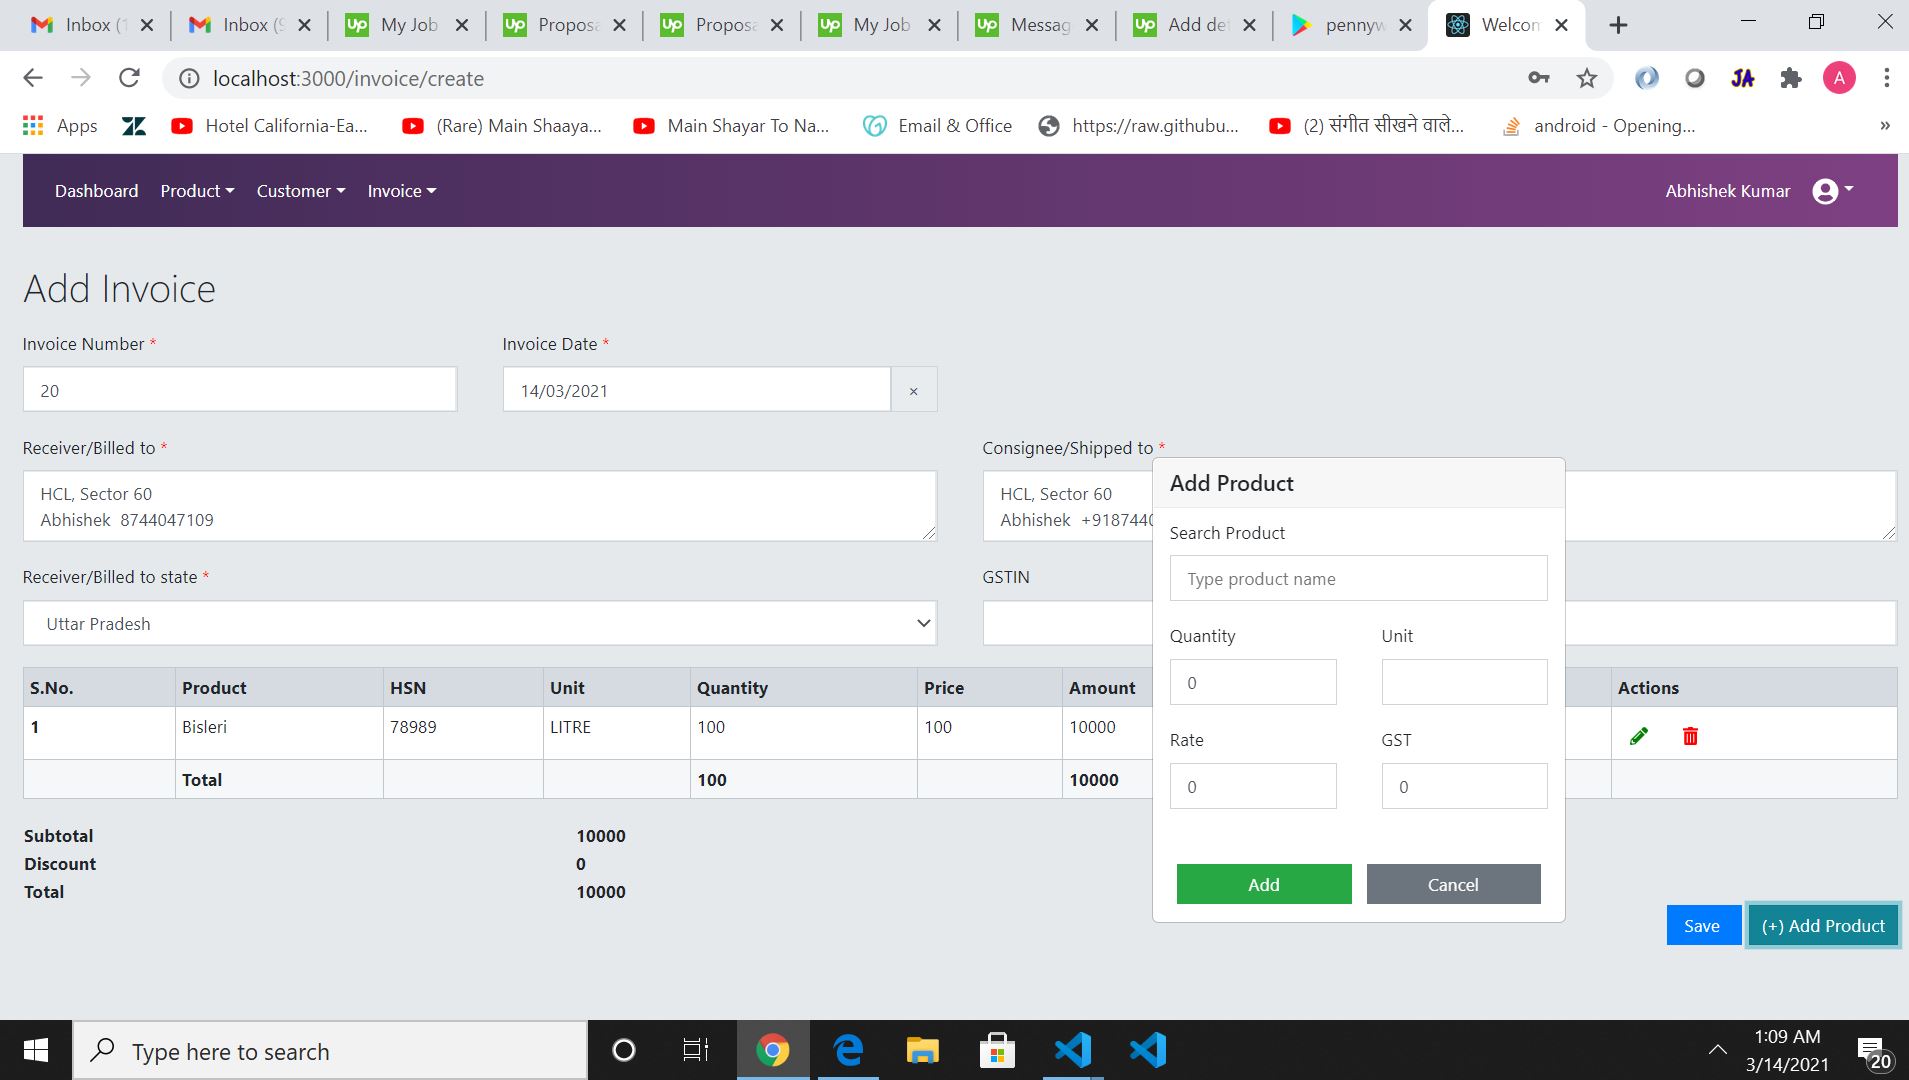 Inbox (1
Inbox (9
My Job
Proposa
Proposa
My Job
Messag
Add det
pennyw
Welcom
localhost:3000/invoice/create
A
Apps
Hotel California-Ea...
(Rare) Main Shaaya...
Main Shayar To Na...
Email & Office
https://raw.githubu...
(2) संगीत सीखने वाले...
android - Opening...
»
Dashboard Product Customer Invoice
Abhishek Kumar
Add Invoice
Invoice Number *
Invoice Date *
20
14/03/2021
×
Receiver/Billed to *
Consignee/Shipped to *
HCL, Sector 60
Abhishek 8744047109
HCL, Sector 60
Abhishek +918744
Receiver/Billed to state *
GSTIN
Uttar Pradesh
S.No. Product HSN Unit Quantity Price Amount Actions
1 Bisleri 78989 LITRE 100 100 10000
Total 100 10000
Subtotal 10000
Discount 0
Total 10000
Add Product
Search Product
Type product name
Quantity Unit
0
Rate GST
0 0
Add Cancel
Save (+) Add Product
Type here to search
1:09 AM
3/14/2021
20